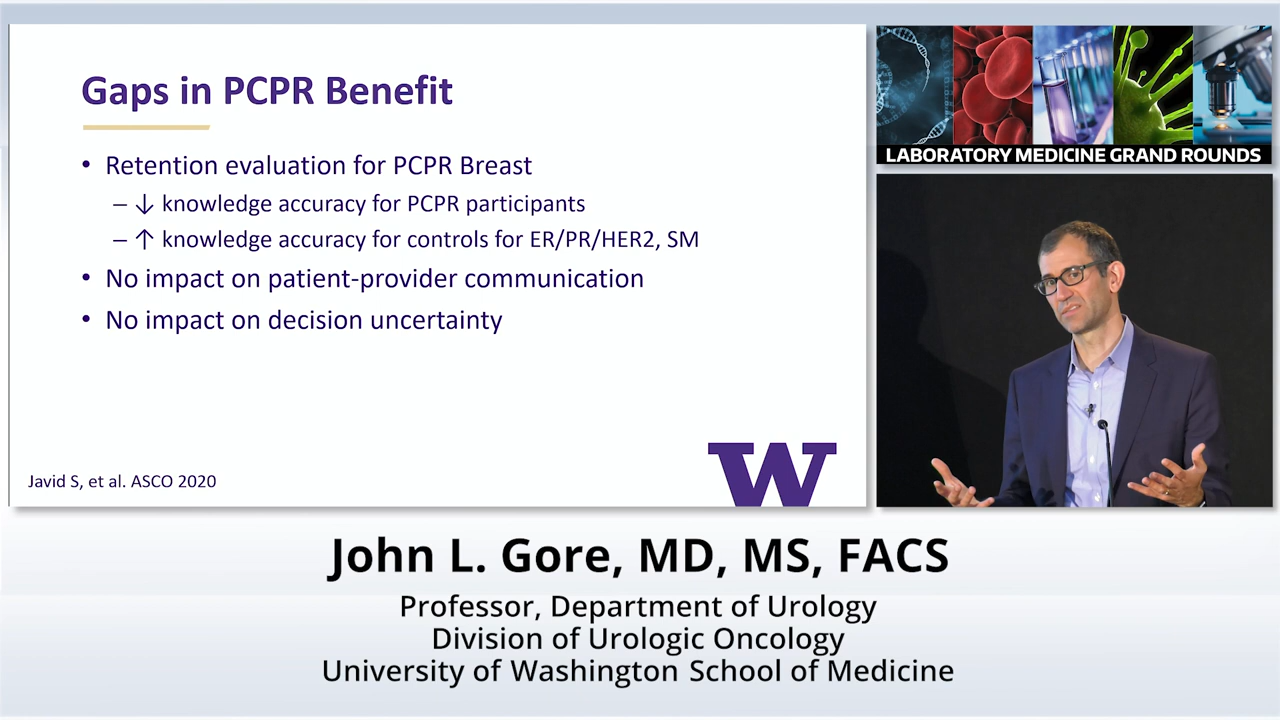 Gaps in PCPR Benefit
• Retention evaluation for PCPR Breast
– ↓ knowledge accuracy for PCPR participants
– ↑ knowledge accuracy for controls for ER/PR/HER2, SM
• No impact on patient-provider communication
• No impact on decision uncertainty
Javid S, et al. ASCO 2020
W
LABORATORY MEDICINE GRAND ROUNDS
John L. Gore, MD, MS, FACS
Professor, Department of Urology
Division of Urologic Oncology
University of Washington School of Medicine